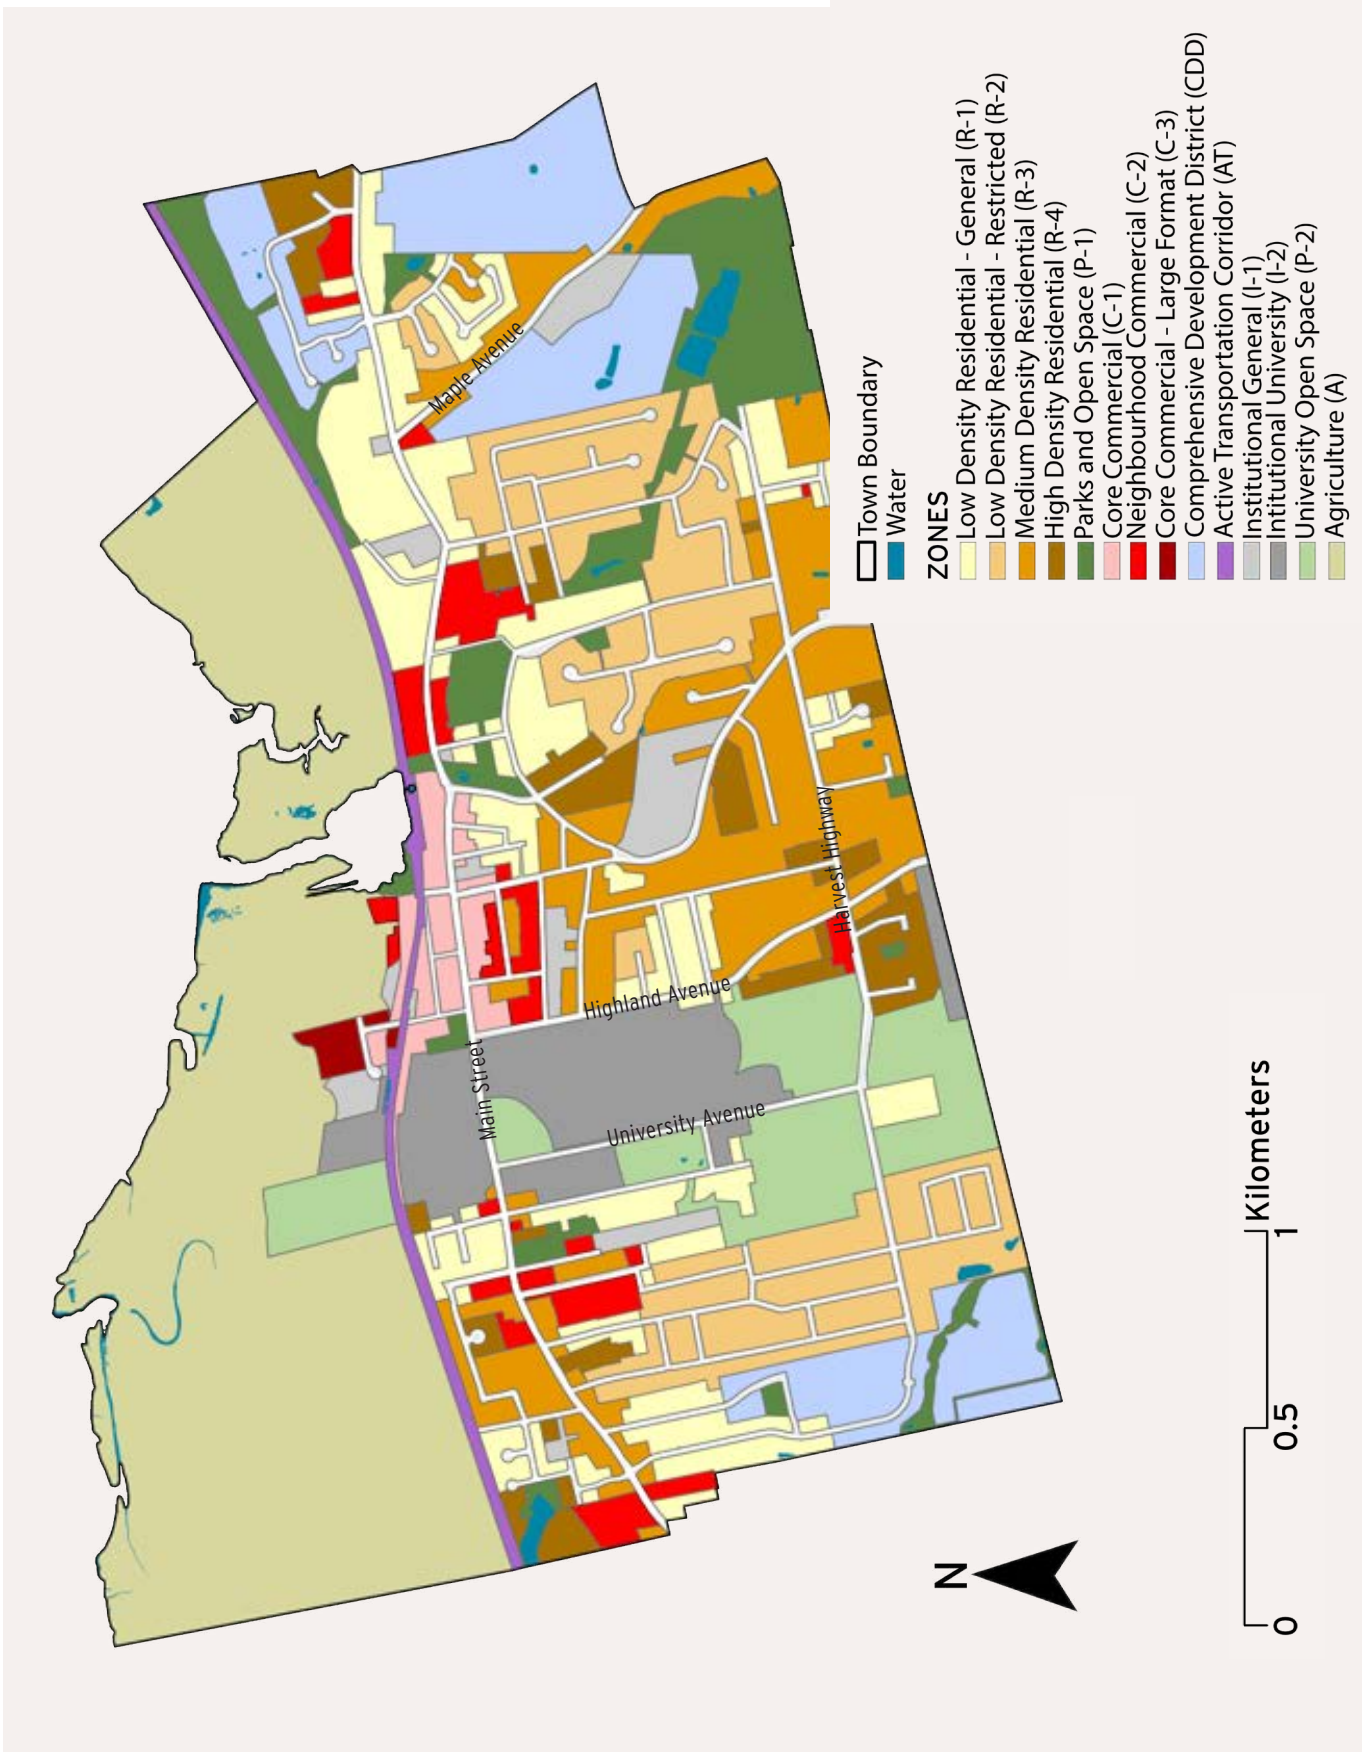 Maple Avenue
Main Street
Highland Avenue
University Avenue
Harvest Highway
Town Boundary
Water
ZONES
Low Density Residential - General (R-1)
Low Density Residential - Restricted (R-2)
Medium Density Residential (R-3)
High Density Residential (R-4)
Parks and Open Space (P-1)
Core Commercial (C-1)
Neighbourhood Commercial (C-2)
Core Commercial - Large Format (C-3)
Comprehensive Development District (CDD)
Active Transportation Corridor (AT)
Institutional General (I-1)
Intitutional University (I-2)
University Open Space (P-2)
Agriculture (A)
N
0 0.5 1 Kilometers